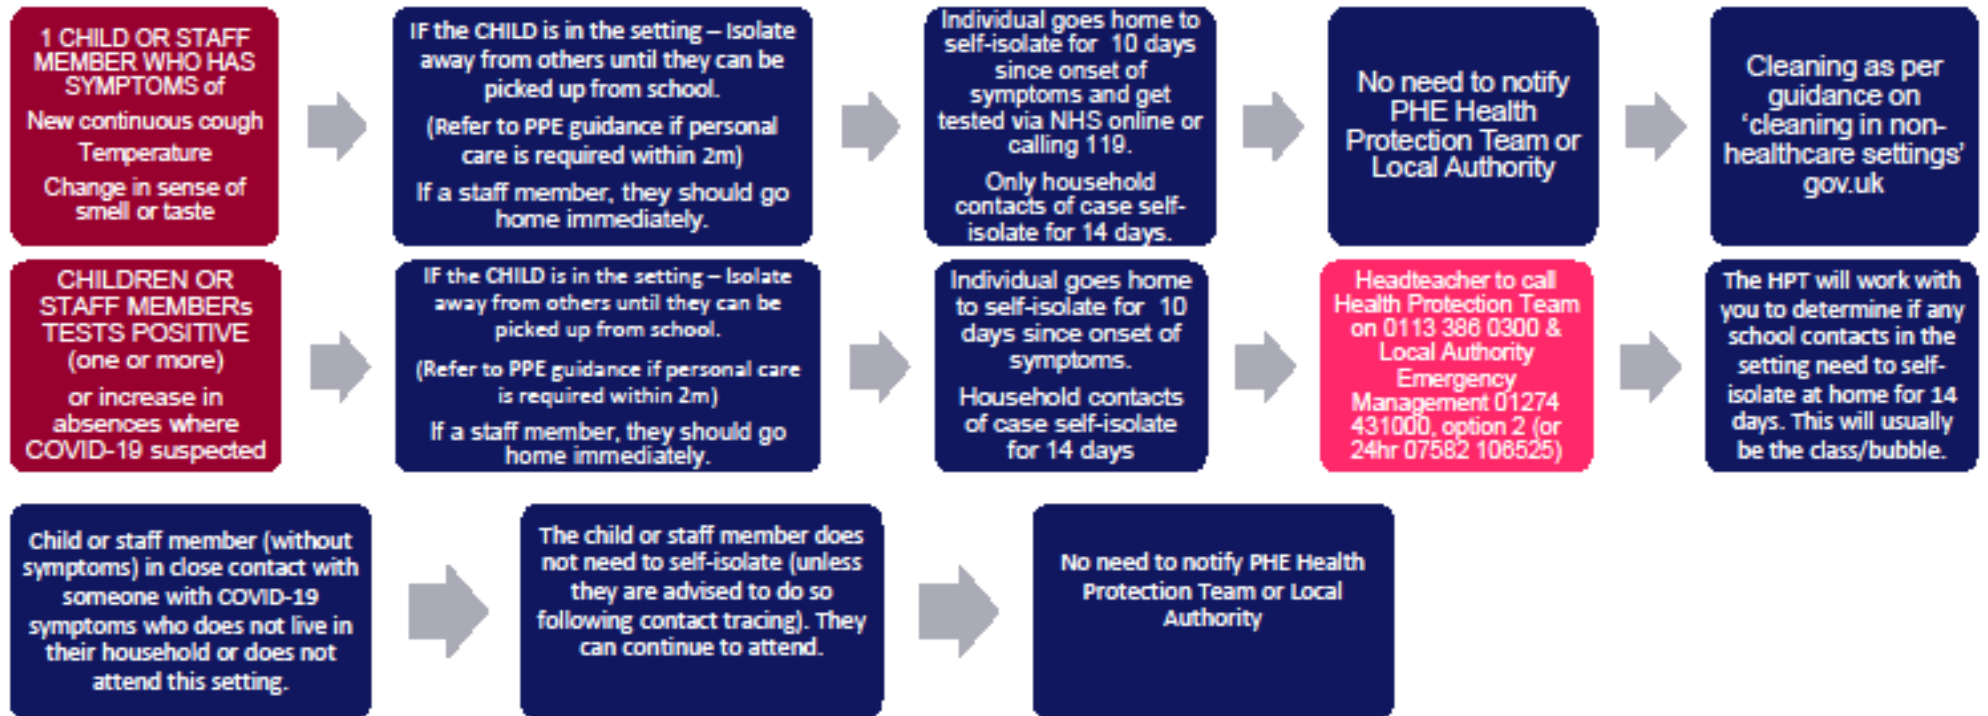 1 CHILD OR STAFF
MEMBER WHO HAS
SYMPTOMS of
New continuous cough
Temperature
Change in sense of
smell or taste
IF the CHILD is in the setting – Isolate
away from others until they can be
picked up from school.
(Refer to PPE guidance if personal
care is required within 2m)
If a staff member, they should go
home immediately.
Individual goes home to
self-isolate for 10 days
since onset of
symptoms and get
tested via NHS online or
calling 119.
Only household
contacts of case self-
isolate for 14 days.
No need to notify
PHE Health
Protection Team or
Local Authority
Cleaning as per
guidance on
‘cleaning in non-
healthcare settings’
gov.uk
CHILDREN OR
STAFF MEMBERs
TESTS POSITIVE
(one or more)
or increase in
absences where
COVID-19 suspected
IF the CHILD is in the setting – Isolate
away from others until they can be
picked up from school.
(Refer to PPE guidance if personal care
is required within 2m)
If a staff member, they should go
home immediately.
Individual goes home
to self-isolate for 10
days since onset of
symptoms.
Household contacts
of case self-isolate
for 14 days
Headteacher to call
Health Protection Team
on 0113 386 0300 &
Local Authority
Emergency
Management 01274
431000, option 2 (or
24hr 07582 106525)
The HPT will work with
you to determine if any
school contacts in the
setting need to self-
isolate at home for 14
days. This will usually
be the class/bubble.
Child or staff member (without
symptoms) in close contact with
someone with COVID-19
symptoms who does not live in
their household or does not
attend this setting.
The child or staff member does
not need to self-isolate (unless
they are advised to do so
following contact tracing). They
can continue to attend.
No need to notify PHE Health
Protection Team or Local
Authority